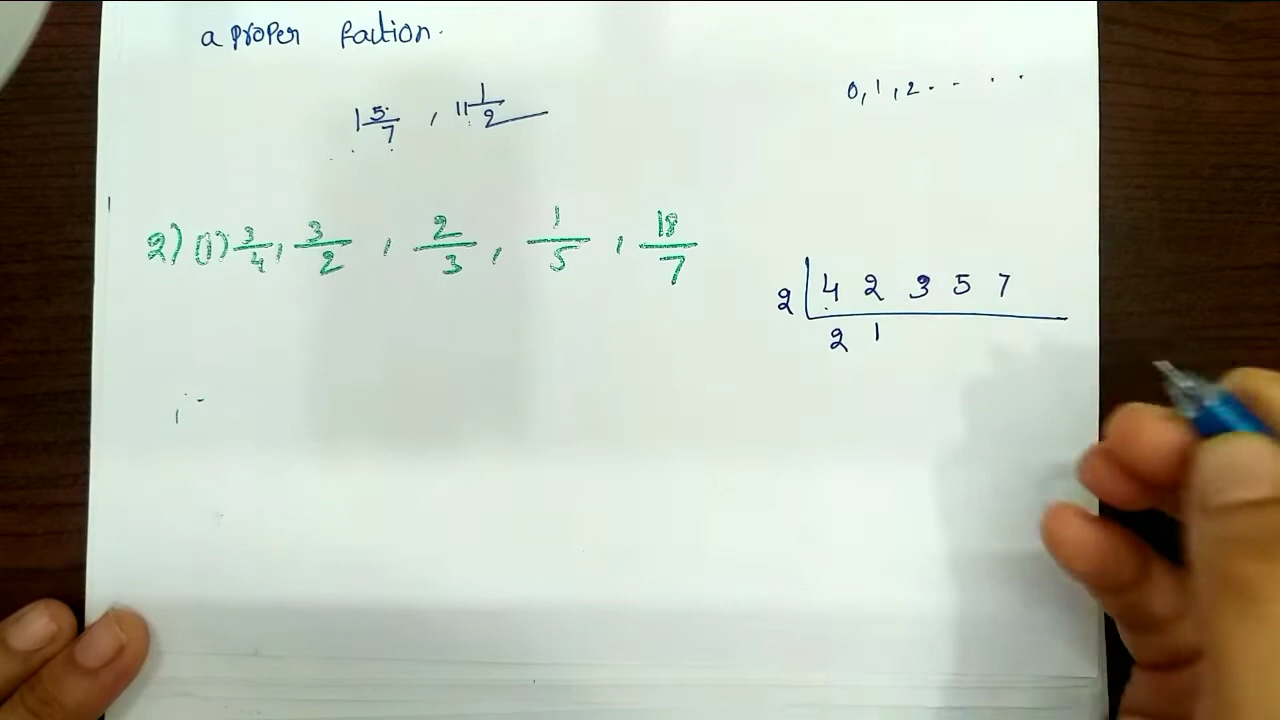 a proper faction.
0, 1, 2 . - . .
1 5/7 , 11 1/2
2) (i) 3/4, 3/2 , 2/3 , 1/5 , 18/7
2 | 4 2 3 5 7
2 1